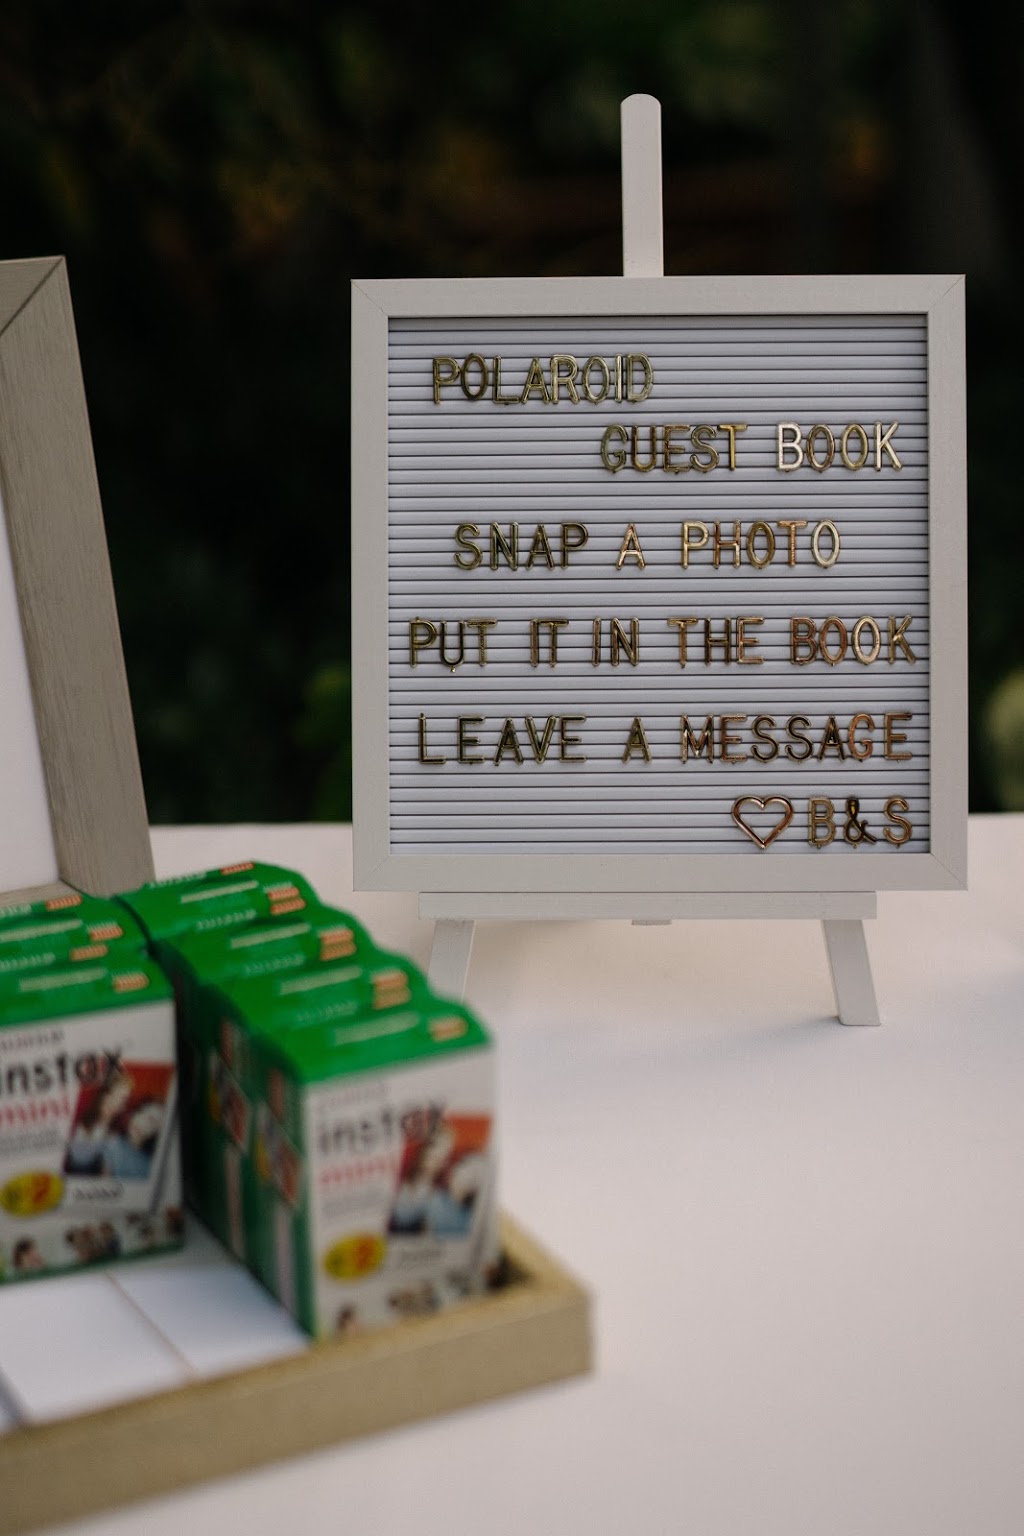 POLAROID
GUEST BOOK
SNAP A PHOTO
PUT IT IN THE BOOK
LEAVE A MESSAGE
♡ B&S
instax
mini
instax
mini